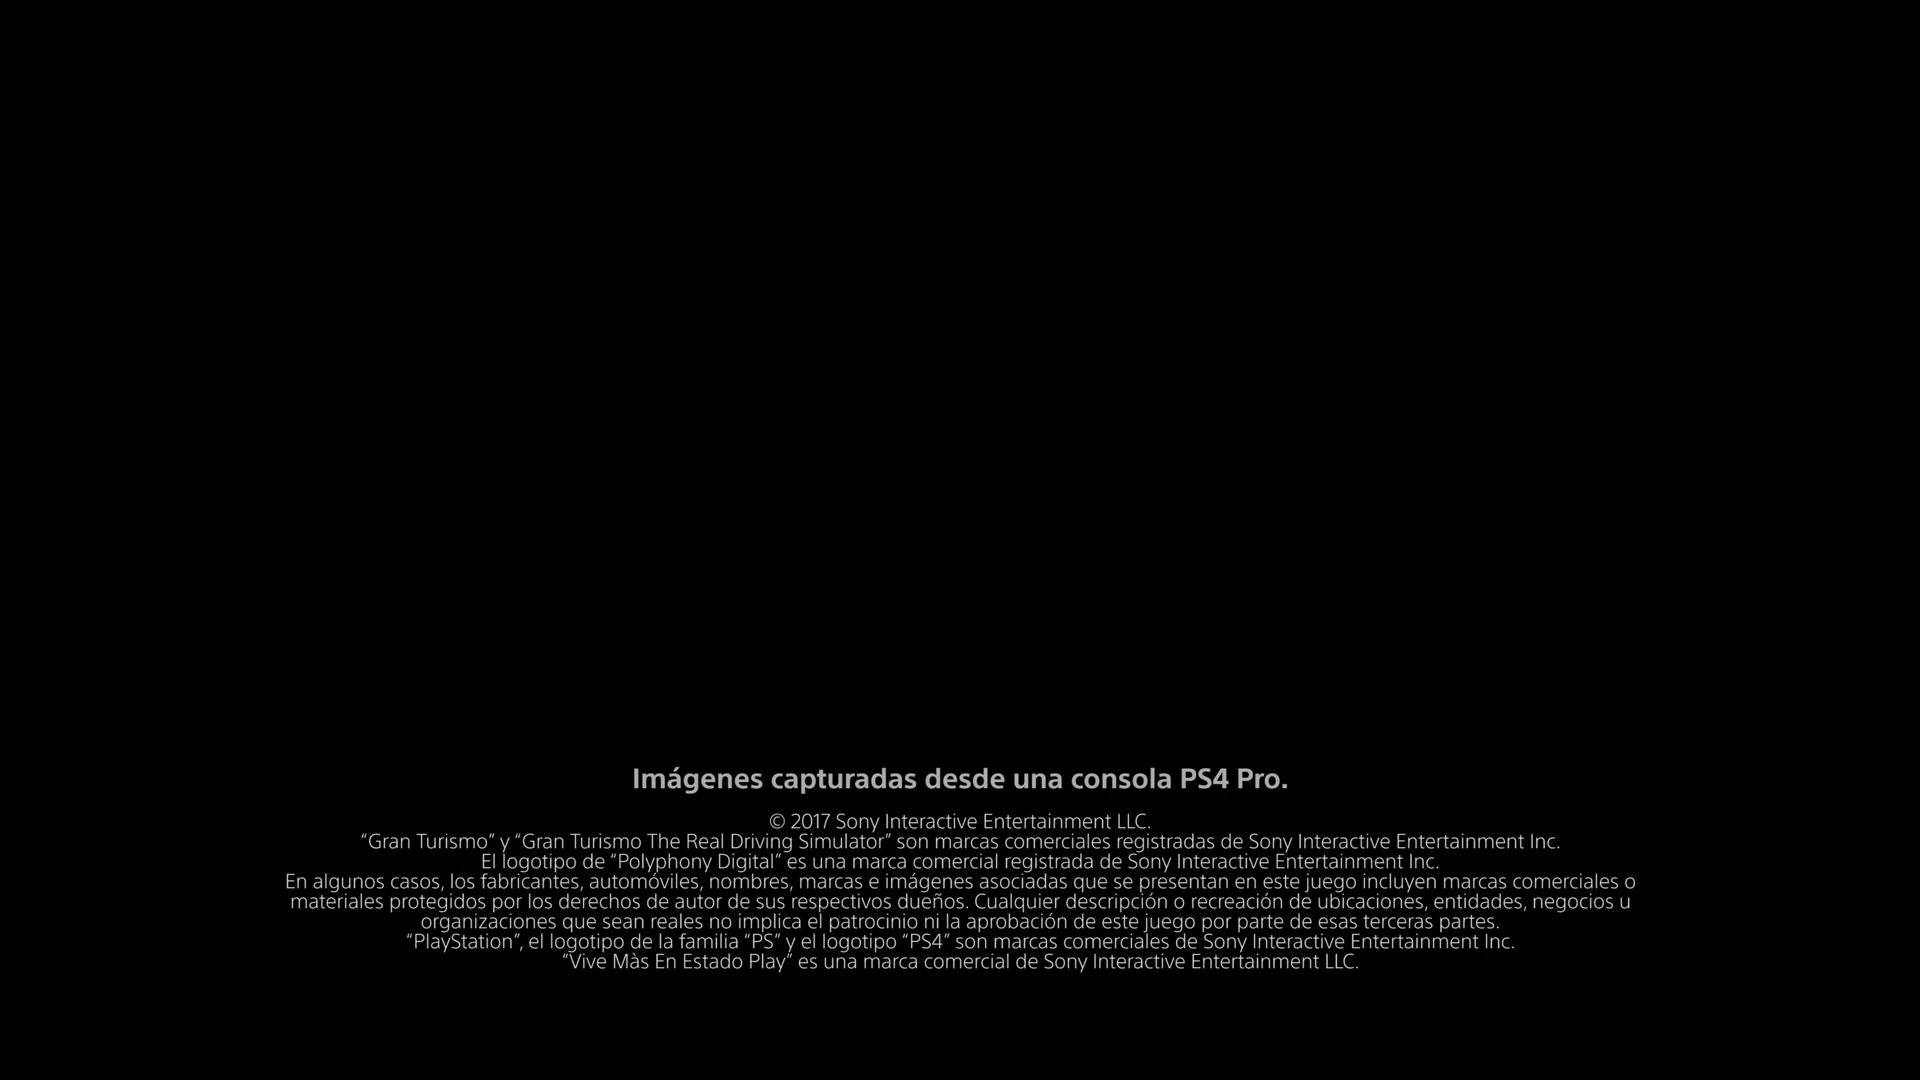 Imágenes capturadas desde una consola PS4 Pro.
© 2017 Sony Interactive Entertainment LLC.
“Gran Turismo” y “Gran Turismo The Real Driving Simulator” son marcas comerciales registradas de Sony Interactive Entertainment Inc.
El logotipo de “Polyphony Digital” es una marca comercial registrada de Sony Interactive Entertainment Inc.
En algunos casos, los fabricantes, automóviles, nombres, marcas e imágenes asociadas que se presentan en este juego incluyen marcas comerciales o
materiales protegidos por los derechos de autor de sus respectivos dueños. Cualquier descripción o recreación de ubicaciones, entidades, negocios u
organizaciones que sean reales no implica el patrocinio ni la aprobación de este juego por parte de esas terceras partes.
“PlayStation”, el logotipo de la familia “PS” y el logotipo “PS4” son marcas comerciales de Sony Interactive Entertainment Inc.
“Vive Màs En Estado Play” es una marca comercial de Sony Interactive Entertainment LLC.